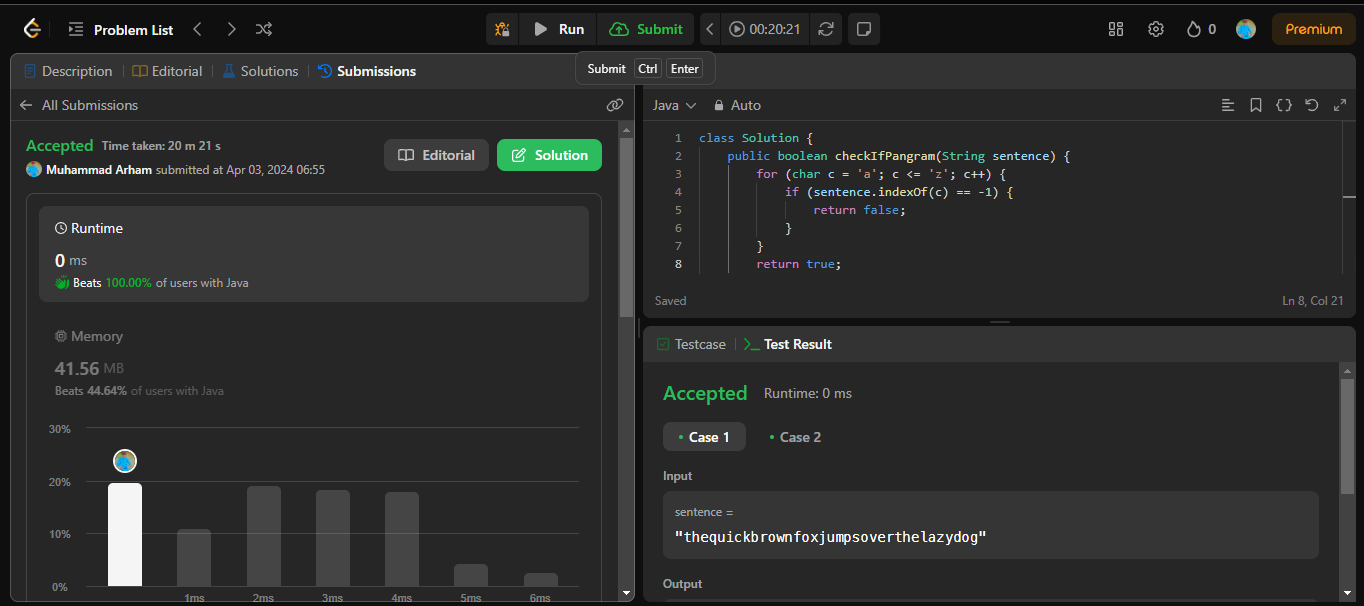 Problem List
Run
Submit
00:20:21
0
Premium
Description
Editorial
Solutions
Submissions
Submit Ctrl Enter
All Submissions
Accepted Time taken: 20 m 21 s
Muhammad Arham submitted at Apr 03, 2024 06:55
Editorial
Solution
Runtime
0 ms
Beats 100.00% of users with Java
Memory
41.56 MB
Beats 44.64% of users with Java
30%
20%
10%
0%
1ms 2ms 3ms 4ms 5ms 6ms
Java
Auto
1 class Solution {
2 public boolean checkIfPangram(String sentence) {
3 for (char c = 'a'; c <= 'z'; c++) {
4 if (sentence.indexOf(c) == -1) {
5 return false;
6 }
7 }
8 return true;
Saved
Ln 8, Col 21
Testcase
>_ Test Result
Accepted Runtime: 0 ms
• Case 1
• Case 2
Input
sentence =
"thequickbrownfoxjumpsoverthelazydog"
Output